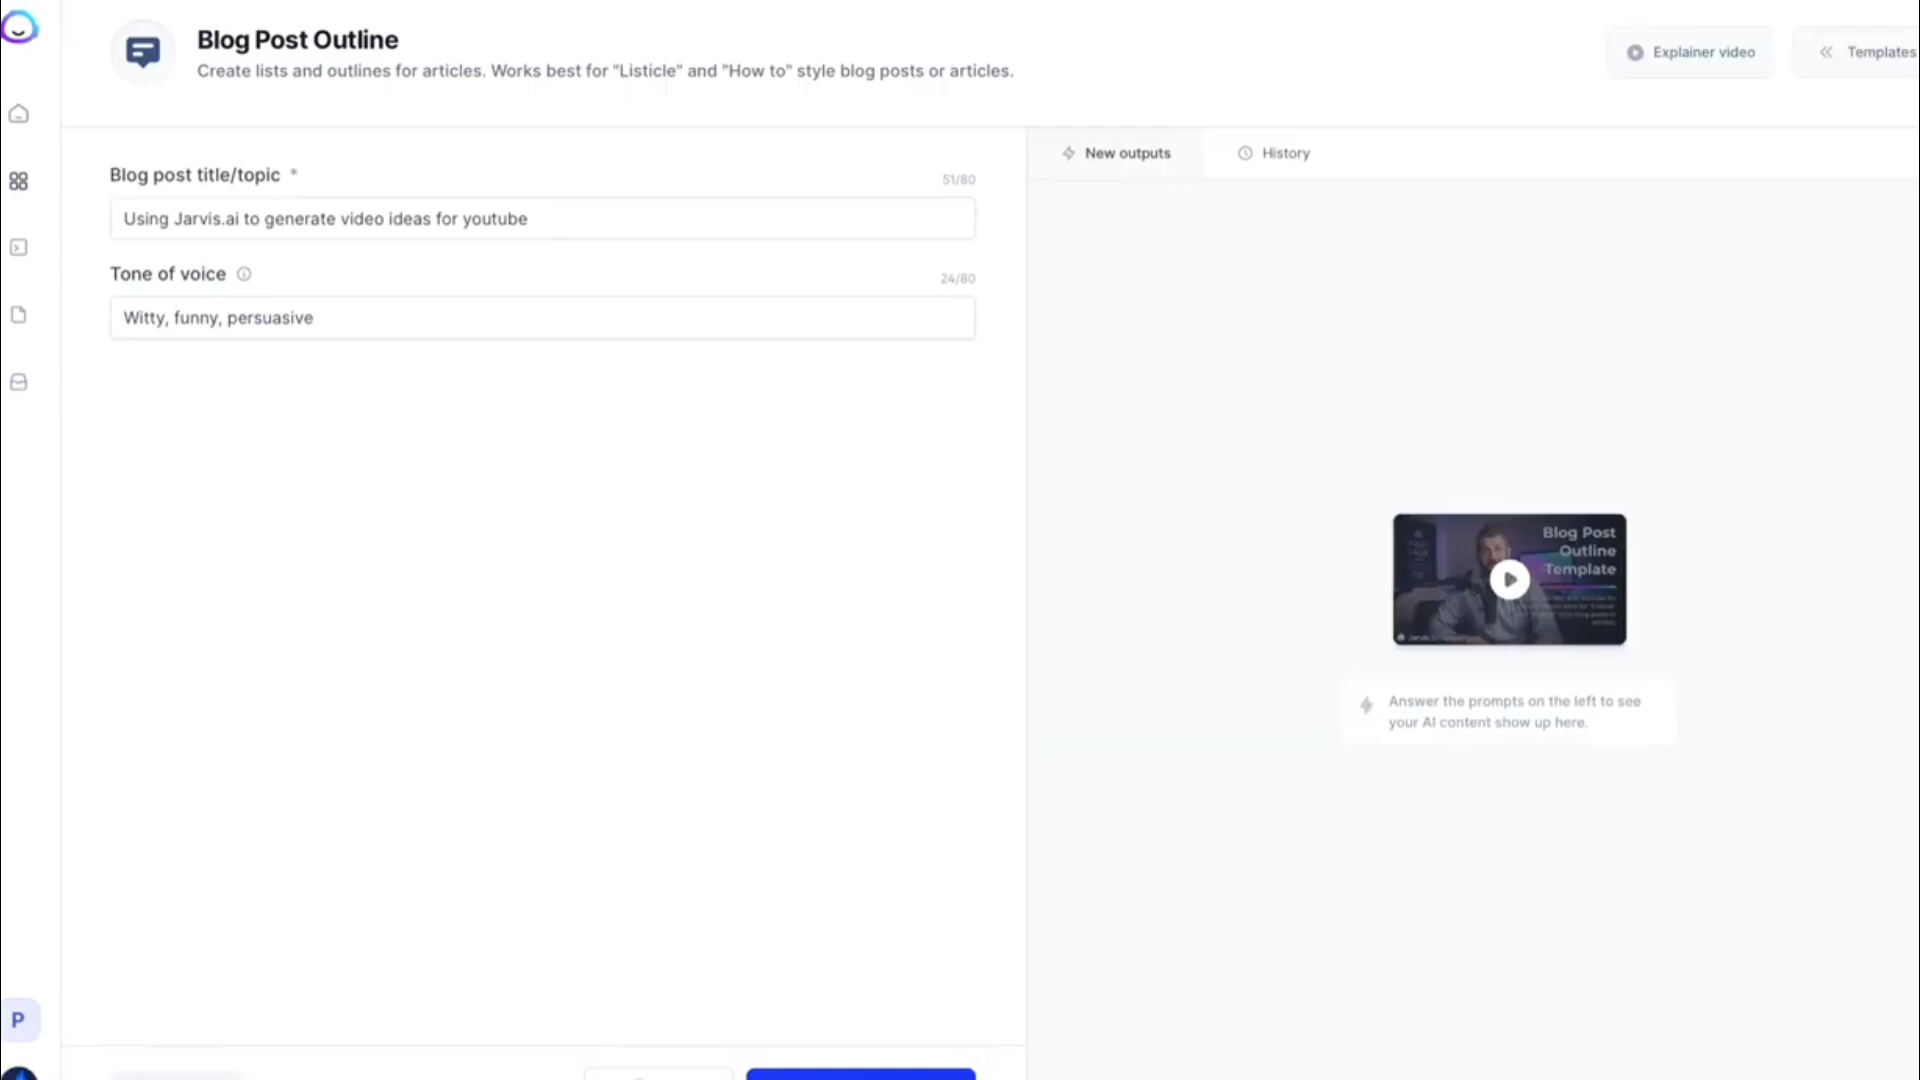 Blog Post Outline
Create lists and outlines for articles. Works best for "Listicle" and "How to" style blog posts or articles.
Explainer video
Templates
Blog post title/topic *
51/80
Using Jarvis.ai to generate video ideas for youtube
Tone of voice
24/80
Witty, funny, persuasive
New outputs
History
Blog Post
Outline
Template
Answer the prompts on the left to see
your AI content show up here.
P